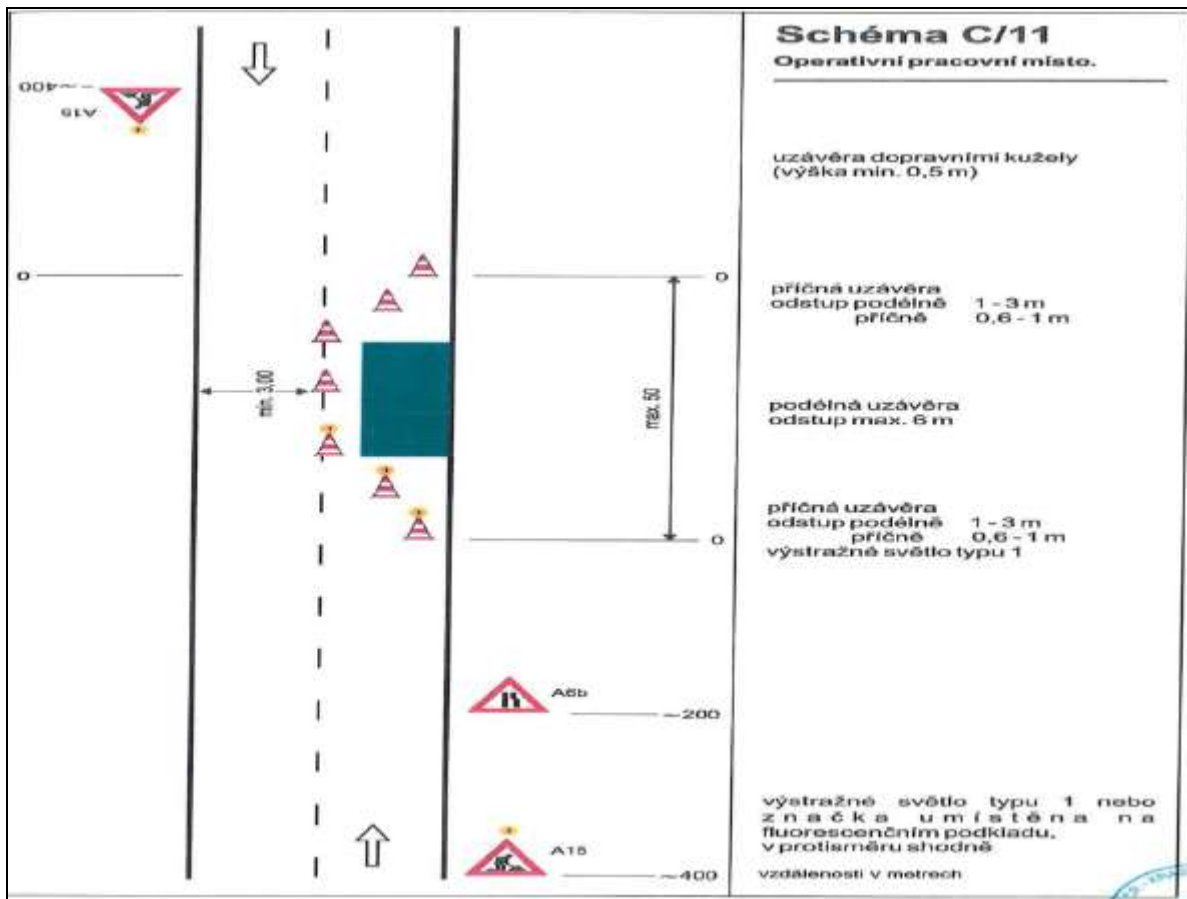 Schéma C/11
Operativní pracovní místo.
~400
A15
uzávěra dopravními kužely
(výška min. 0,5 m)
0
0
příčná uzávěra
odstup podélně 1 - 3 m
příčně 0,6 - 1 m
min. 3,00
max. 50
podélná uzávěra
odstup max. 6 m
příčná uzávěra
odstup podélně 1 - 3 m
příčně 0,6 - 1 m
výstražné světlo typu 1
0
A6b
~200
výstražné světlo typu 1 nebo
značka umístěna na
fluorescenčním podkladu,
v protisměru shodně
A15
~400
vzdálenosti v metrech